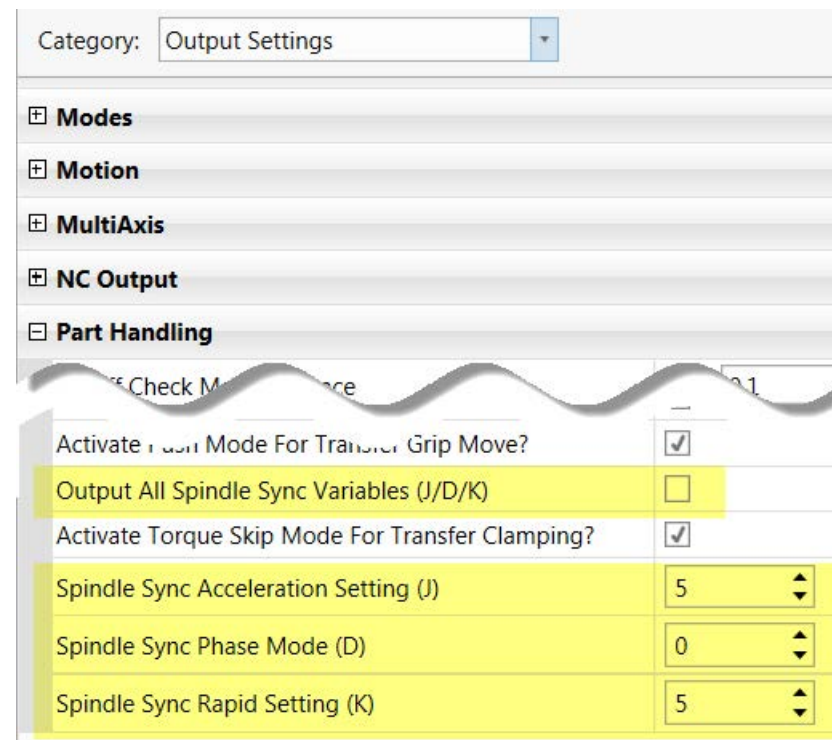 Category: Output Settings
Modes
Motion
MultiAxis
NC Output
Part Handling
Check
Activate Push Mode For Transfer Grip Move?
Output All Spindle Sync Variables (J/D/K)
Activate Torque Skip Mode For Transfer Clamping?
Spindle Sync Acceleration Setting (J) 5
Spindle Sync Phase Mode (D) 0
Spindle Sync Rapid Setting (K) 5